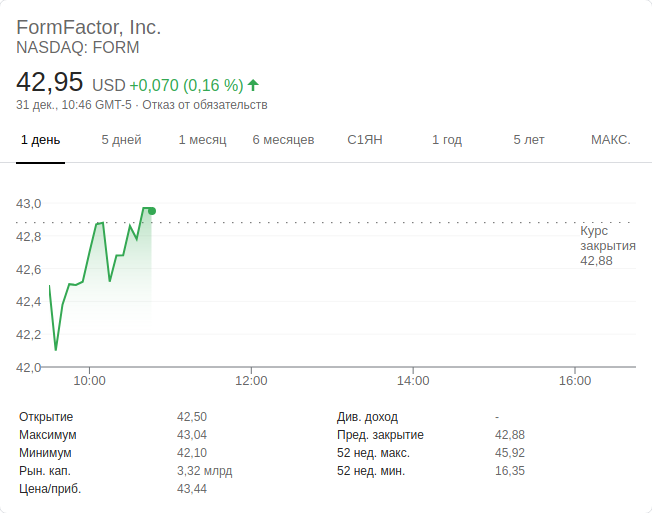 FormFactor, Inc.
NASDAQ: FORM
42,95 USD +0,070 (0,16 %)
31 дек., 10:46 GMT-5 · Отказ от обязательств
1 день 5 дней 1 месяц 6 месяцев С1ЯН 1 год 5 лет МАКС.
43,0
42,8
42,6
42,4
42,2
42,0
Курс
закрытия
42,88
10:00 12:00 14:00 16:00
Открытие 42,50 Див. доход -
Максимум 43,04 Пред. закрытие 42,88
Минимум 42,10 52 нед. макс. 45,92
Рын. кап. 3,32 млрд 52 нед. мин. 16,35
Цена/приб. 43,44